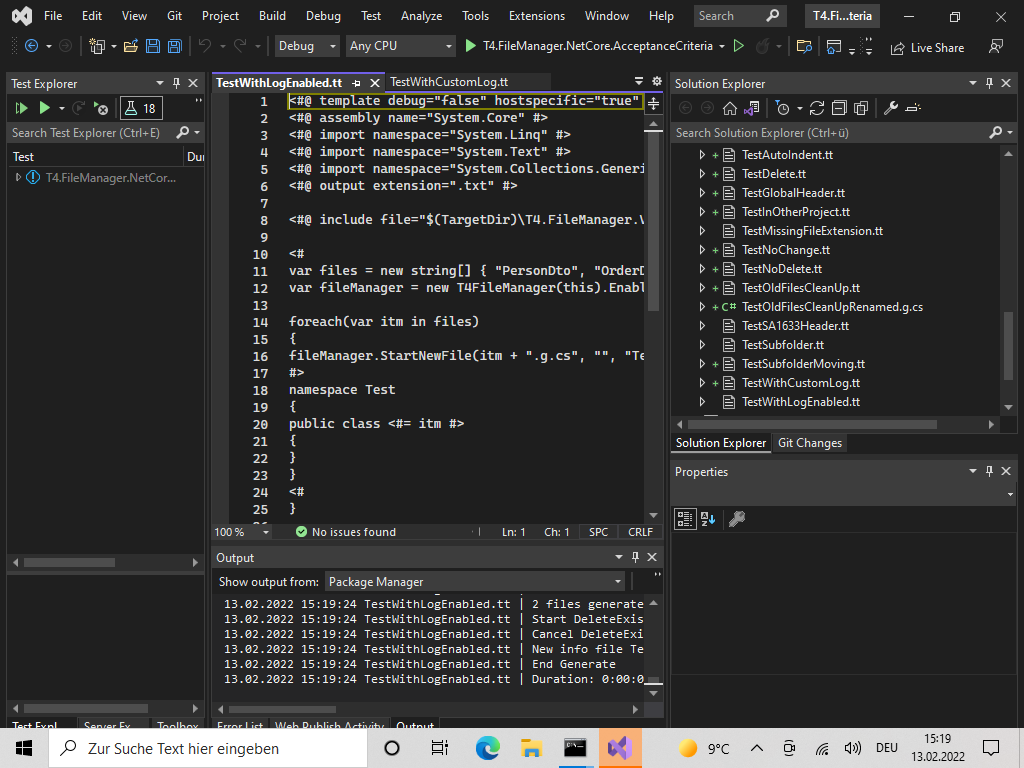 File Edit View Git Project Build Debug Test Analyze Tools Extensions Window Help Search T4.Fi...teria
Debug Any CPU T4.FileManager.NetCore.AcceptanceCriteria Live Share
Test Explorer
18
Search Test Explorer (Ctrl+E)
Test Dur
T4.FileManager.NetCor...
TestWithLogEnabled.tt TestWithCustomLog.tt
1 <#@ template debug="false" hostspecific="true"
2 <#@ assembly name="System.Core" #>
3 <#@ import namespace="System.Linq" #>
4 <#@ import namespace="System.Text" #>
5 <#@ import namespace="System.Collections.Generi
6 <#@ output extension=".txt" #>
7
8 <#@ include file="$(TargetDir)\T4.FileManager.V
9
10 <#
11 var files = new string[] { "PersonDto", "OrderD
12 var fileManager = new T4FileManager(this).Enabl
13
14 foreach(var itm in files)
15 {
16 fileManager.StartNewFile(itm + ".g.cs", "", "Te
17 #>
18 namespace Test
19 {
20 public class <#= itm #>
21 {
22 }
23 }
24 <#
25 }
100 % No issues found Ln: 1 Ch: 1 SPC CRLF
Output
Show output from: Package Manager
13.02.2022 15:19:24 TestWithLogEnabled.tt | 2 files generate
13.02.2022 15:19:24 TestWithLogEnabled.tt | Start DeleteExis
13.02.2022 15:19:24 TestWithLogEnabled.tt | Cancel DeleteExi
13.02.2022 15:19:24 TestWithLogEnabled.tt | New info file Te
13.02.2022 15:19:24 TestWithLogEnabled.tt | End Generate
13.02.2022 15:19:24 TestWithLogEnabled.tt | Duration: 0:00:0
Solution Explorer
Search Solution Explorer (Ctrl+ü)
TestAutoIndent.tt
TestDelete.tt
TestGlobalHeader.tt
TestInOtherProject.tt
TestMissingFileExtension.tt
TestNoChange.tt
TestNoDelete.tt
TestOldFilesCleanUp.tt
C# TestOldFilesCleanUpRenamed.g.cs
TestSA1633Header.tt
TestSubfolder.tt
TestSubfolderMoving.tt
TestWithCustomLog.tt
TestWithLogEnabled.tt
Solution Explorer Git Changes
Properties
Test Expl... Server Ex... Toolbox Error List Web Publish Activity Output
Zur Suche Text hier eingeben 9°C DEU 15:19
13.02.2022